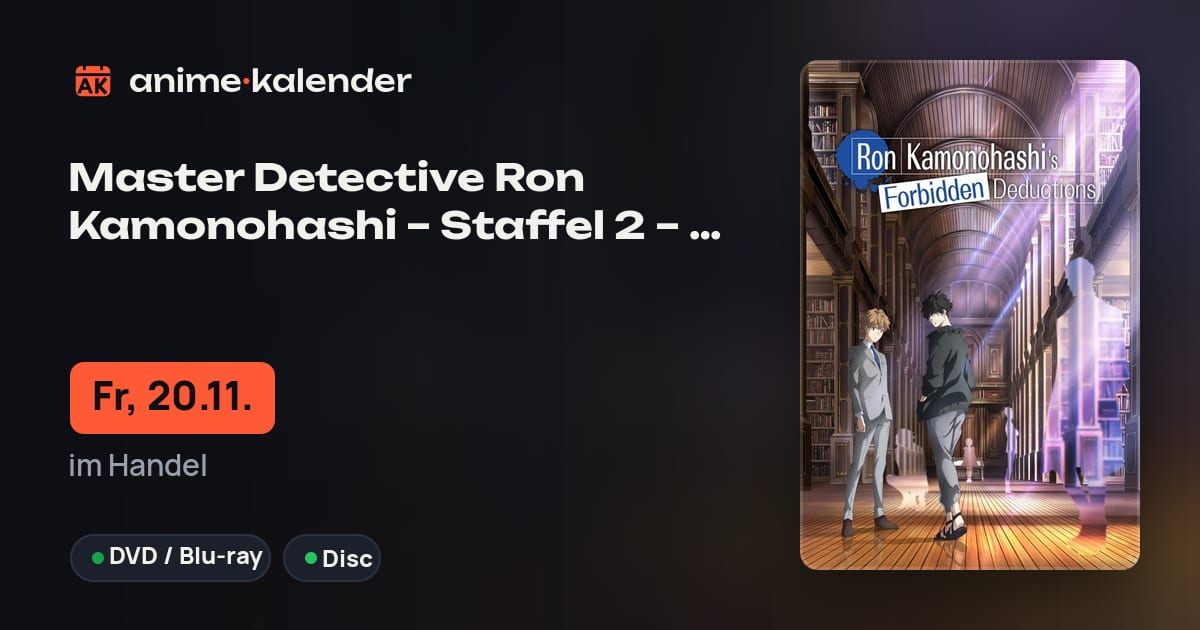 AK
anime·kalender
Master Detective Ron
Kamonohashi – Staffel 2 – ...
Fr, 20.11.
im Handel
DVD / Blu-ray
Disc
Ron Kamonohashi's
Forbidden Deductions